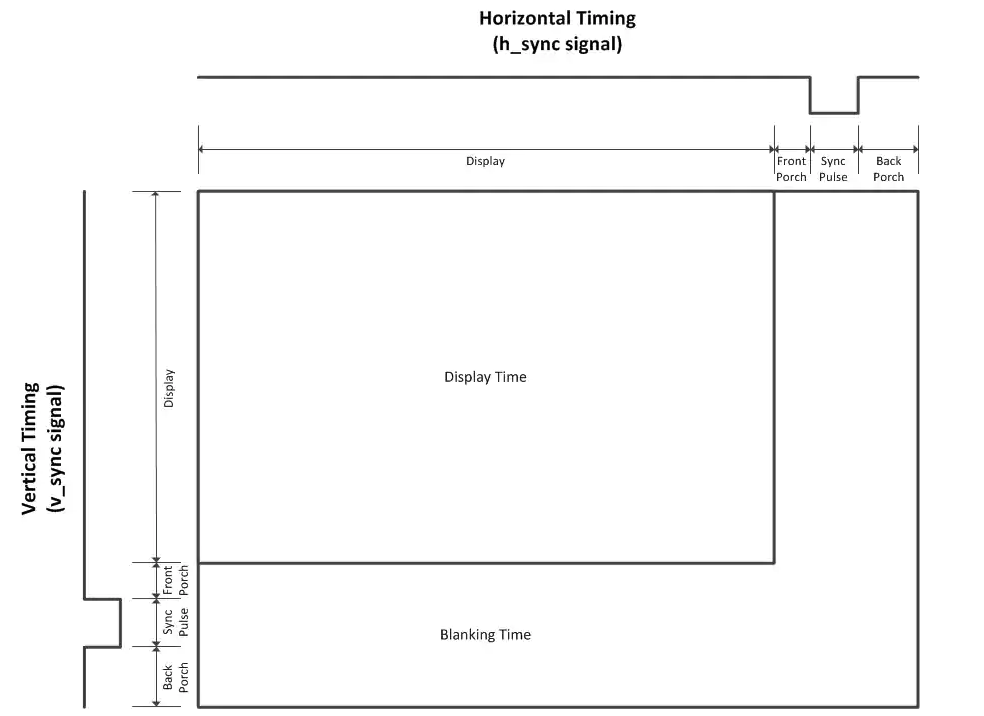 Horizontal Timing
(h_sync signal)
Display
Front
Porch
Sync
Pulse
Back
Porch
Vertical Timing
(v_sync signal)
Display
Display Time
Front
Porch
Sync
Pulse
Back
Porch
Blanking Time